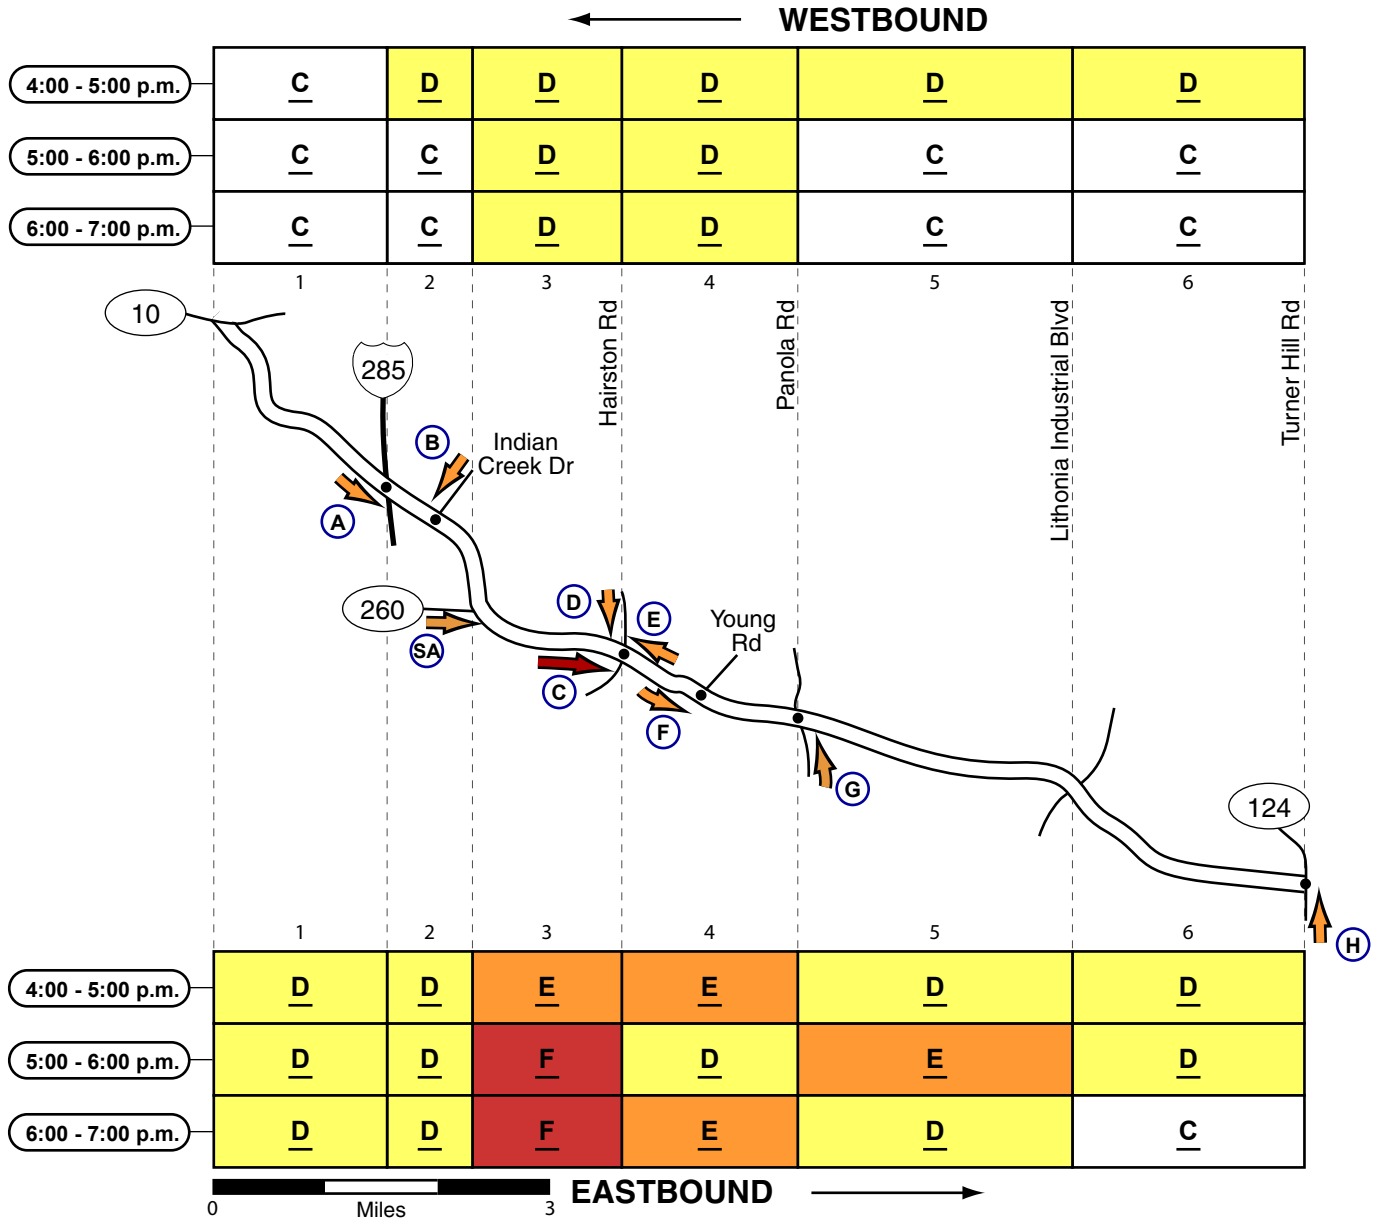 WESTBOUND
4:00 - 5:00 p.m. C D D D D D
5:00 - 6:00 p.m. C C D D C C
6:00 - 7:00 p.m. C C D D C C
1 2 3 4 5 6
10
285
Hairston Rd
Panola Rd
Lithonia Industrial Blvd
Turner Hill Rd
B
Indian
Creek Dr
A
260
SA
D
E
C
F
Young
Rd
G
124
H
1 2 3 4 5 6
4:00 - 5:00 p.m. D D E E D D
5:00 - 6:00 p.m. D D F D E D
6:00 - 7:00 p.m. D D F E D C
0 Miles 3
EASTBOUND